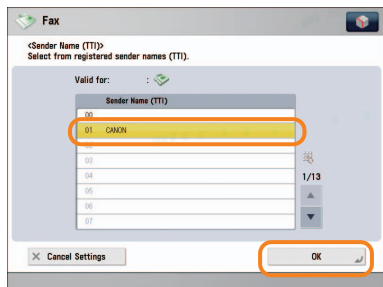 Fax
<Sender Name (TTI)>
Select from registered sender names (TTI).
Valid for: :
Sender Name (TTI)
00
01 CANON
02
03
04
05
06
07
1/13
× Cancel Settings
OK